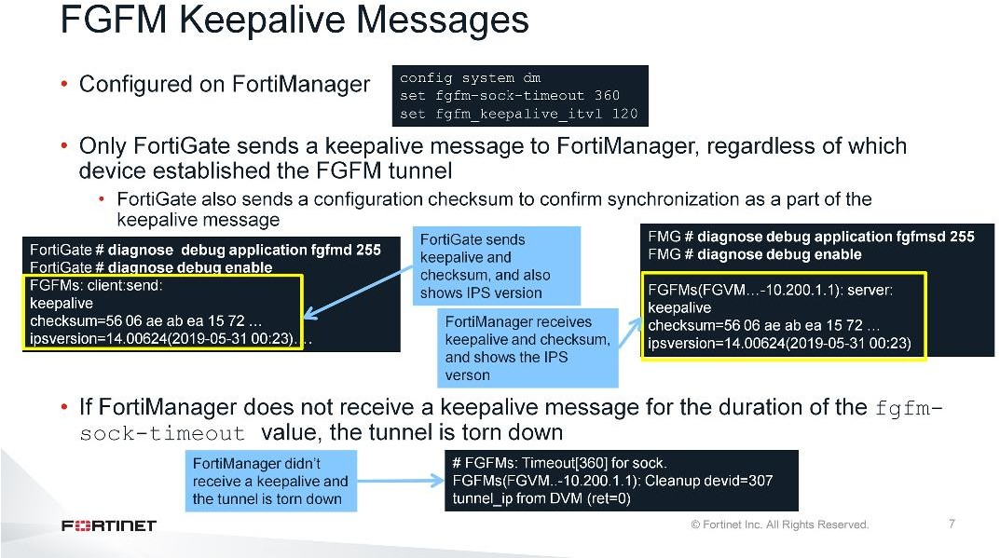 FGFM Keepalive Messages
• Configured on FortiManager
config system dm
set fgfm-sock-timeout 360
set fgfm_keepalive_itvl 120
• Only FortiGate sends a keepalive message to FortiManager, regardless of which
device established the FGFM tunnel
• FortiGate also sends a configuration checksum to confirm synchronization as a part of the
keepalive message
FortiGate # diagnose debug application fgfmd 255
FortiGate # diagnose debug enable
FGFMs: client:send:
keepalive
checksum=56 06 ae ab ea 15 72 ...
ipsversion=14.00624(2019-05-31 00:23)....
FortiGate sends
keepalive and
checksum, and also
shows IPS version
FortiManager receives
keepalive and checksum,
and shows the IPS
verson
FMG # diagnose debug application fgfmsd 255
FMG # diagnose debug enable
FGFMs(FGVM...-10.200.1.1): server:
keepalive
checksum=56 06 ae ab ea 15 72 ...
ipsversion=14.00624(2019-05-31 00:23)
• If FortiManager does not receive a keepalive message for the duration of the fgfm-
sock-timeout value, the tunnel is torn down
FortiManager didn't
receive a keepalive and
the tunnel is torn down
# FGFMs: Timeout[360] for sock.
FGFMs(FGVM..-10.200.1.1): Cleanup devid=307
tunnel_ip from DVM (ret=0)
FORTINET
© Fortinet Inc. All Rights Reserved.
7